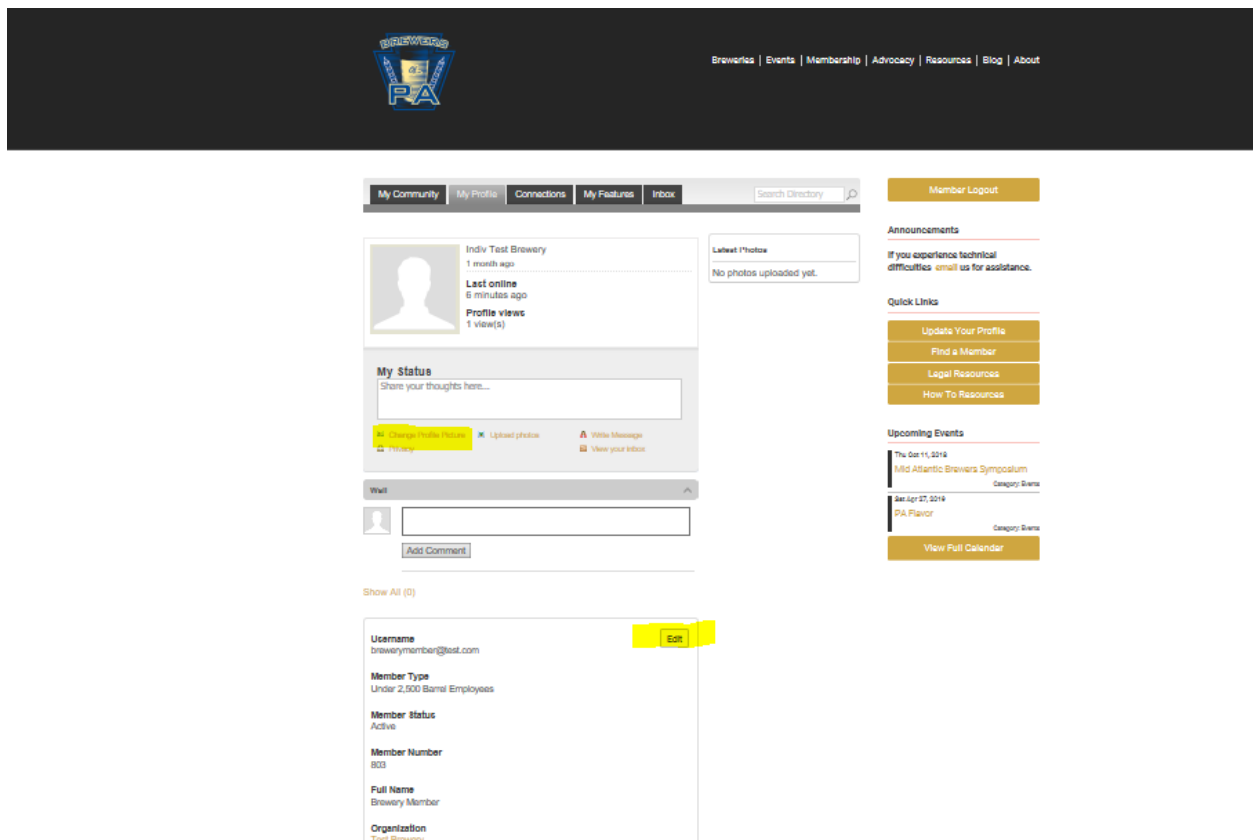 BREWERS
PA
Breweries | Events | Membership | Advocacy | Resources | Blog | About
My Community
My Profile
Connections
My Features
Inbox
Search Directory
Indiv Test Brewery
1 month ago
Last online
6 minutes ago
Profile views
1 view(s)
Latest Photos
No photos uploaded yet.
My Status
Share your thoughts here....
Change Profile Picture
Upload photos
Write Message
Privacy
View your inbox
Wall
Add Comment
Show All (0)
Edit
Username
brewerymember@test.com
Member Type
Under 2,500 Barrel Employees
Member Status
Active
Member Number
803
Full Name
Brewery Member
Organization
Test Brewery
Member Logout
Announcements
If you experience technical
difficulties email us for assistance.
Quick Links
Update Your Profile
Find a Member
Legal Resources
How To Resources
Upcoming Events
Thu Oct 11, 2018
Mid Atlantic Brewers Symposium
Category: Events
Sat Apr 27, 2019
PA Flavor
Category: Events
View Full Calendar